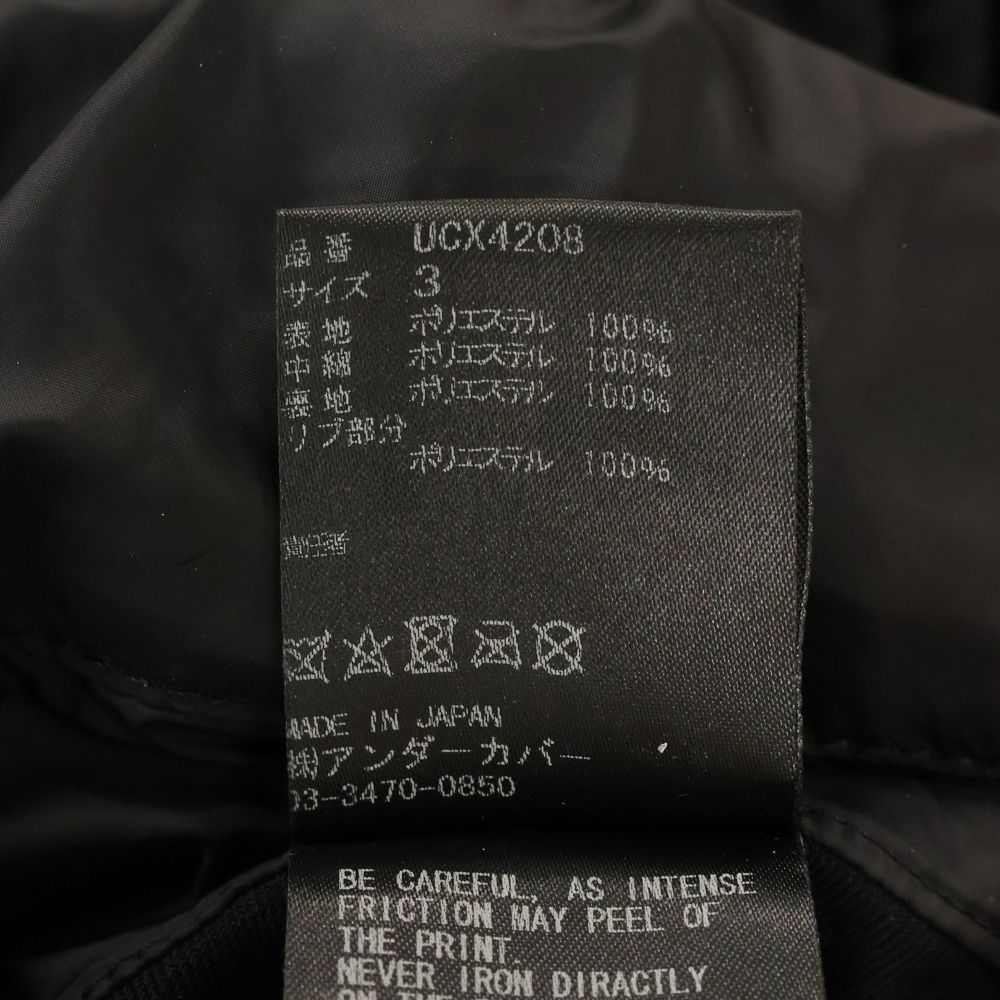 品番 UCX4208
サイズ 3
表地 ポリエステル 100%
中綿 ポリエステル 100%
裏地 ポリエステル 100%
リブ部分
ポリエステル 100%
MADE IN JAPAN
㈱アンダーカバー
03-3470-0850
BE CAREFUL, AS INTENSE
FRICTION MAY PEEL OF
THE PRINT.
NEVER IRON DIRACTLY
ON THE